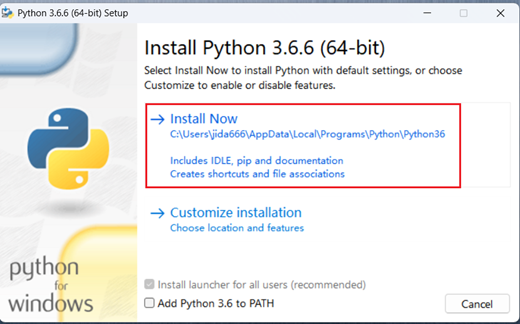 Python 3.6.6 (64-bit) Setup
Install Python 3.6.6 (64-bit)
Select Install Now to install Python with default settings, or choose
Customize to enable or disable features.
Install Now
C:\Users\jida666\AppData\Local\Programs\Python\Python36
Includes IDLE, pip and documentation
Creates shortcuts and file associations
Customize installation
Choose location and features
python
for
windows
Install launcher for all users (recommended)
Add Python 3.6 to PATH
Cancel